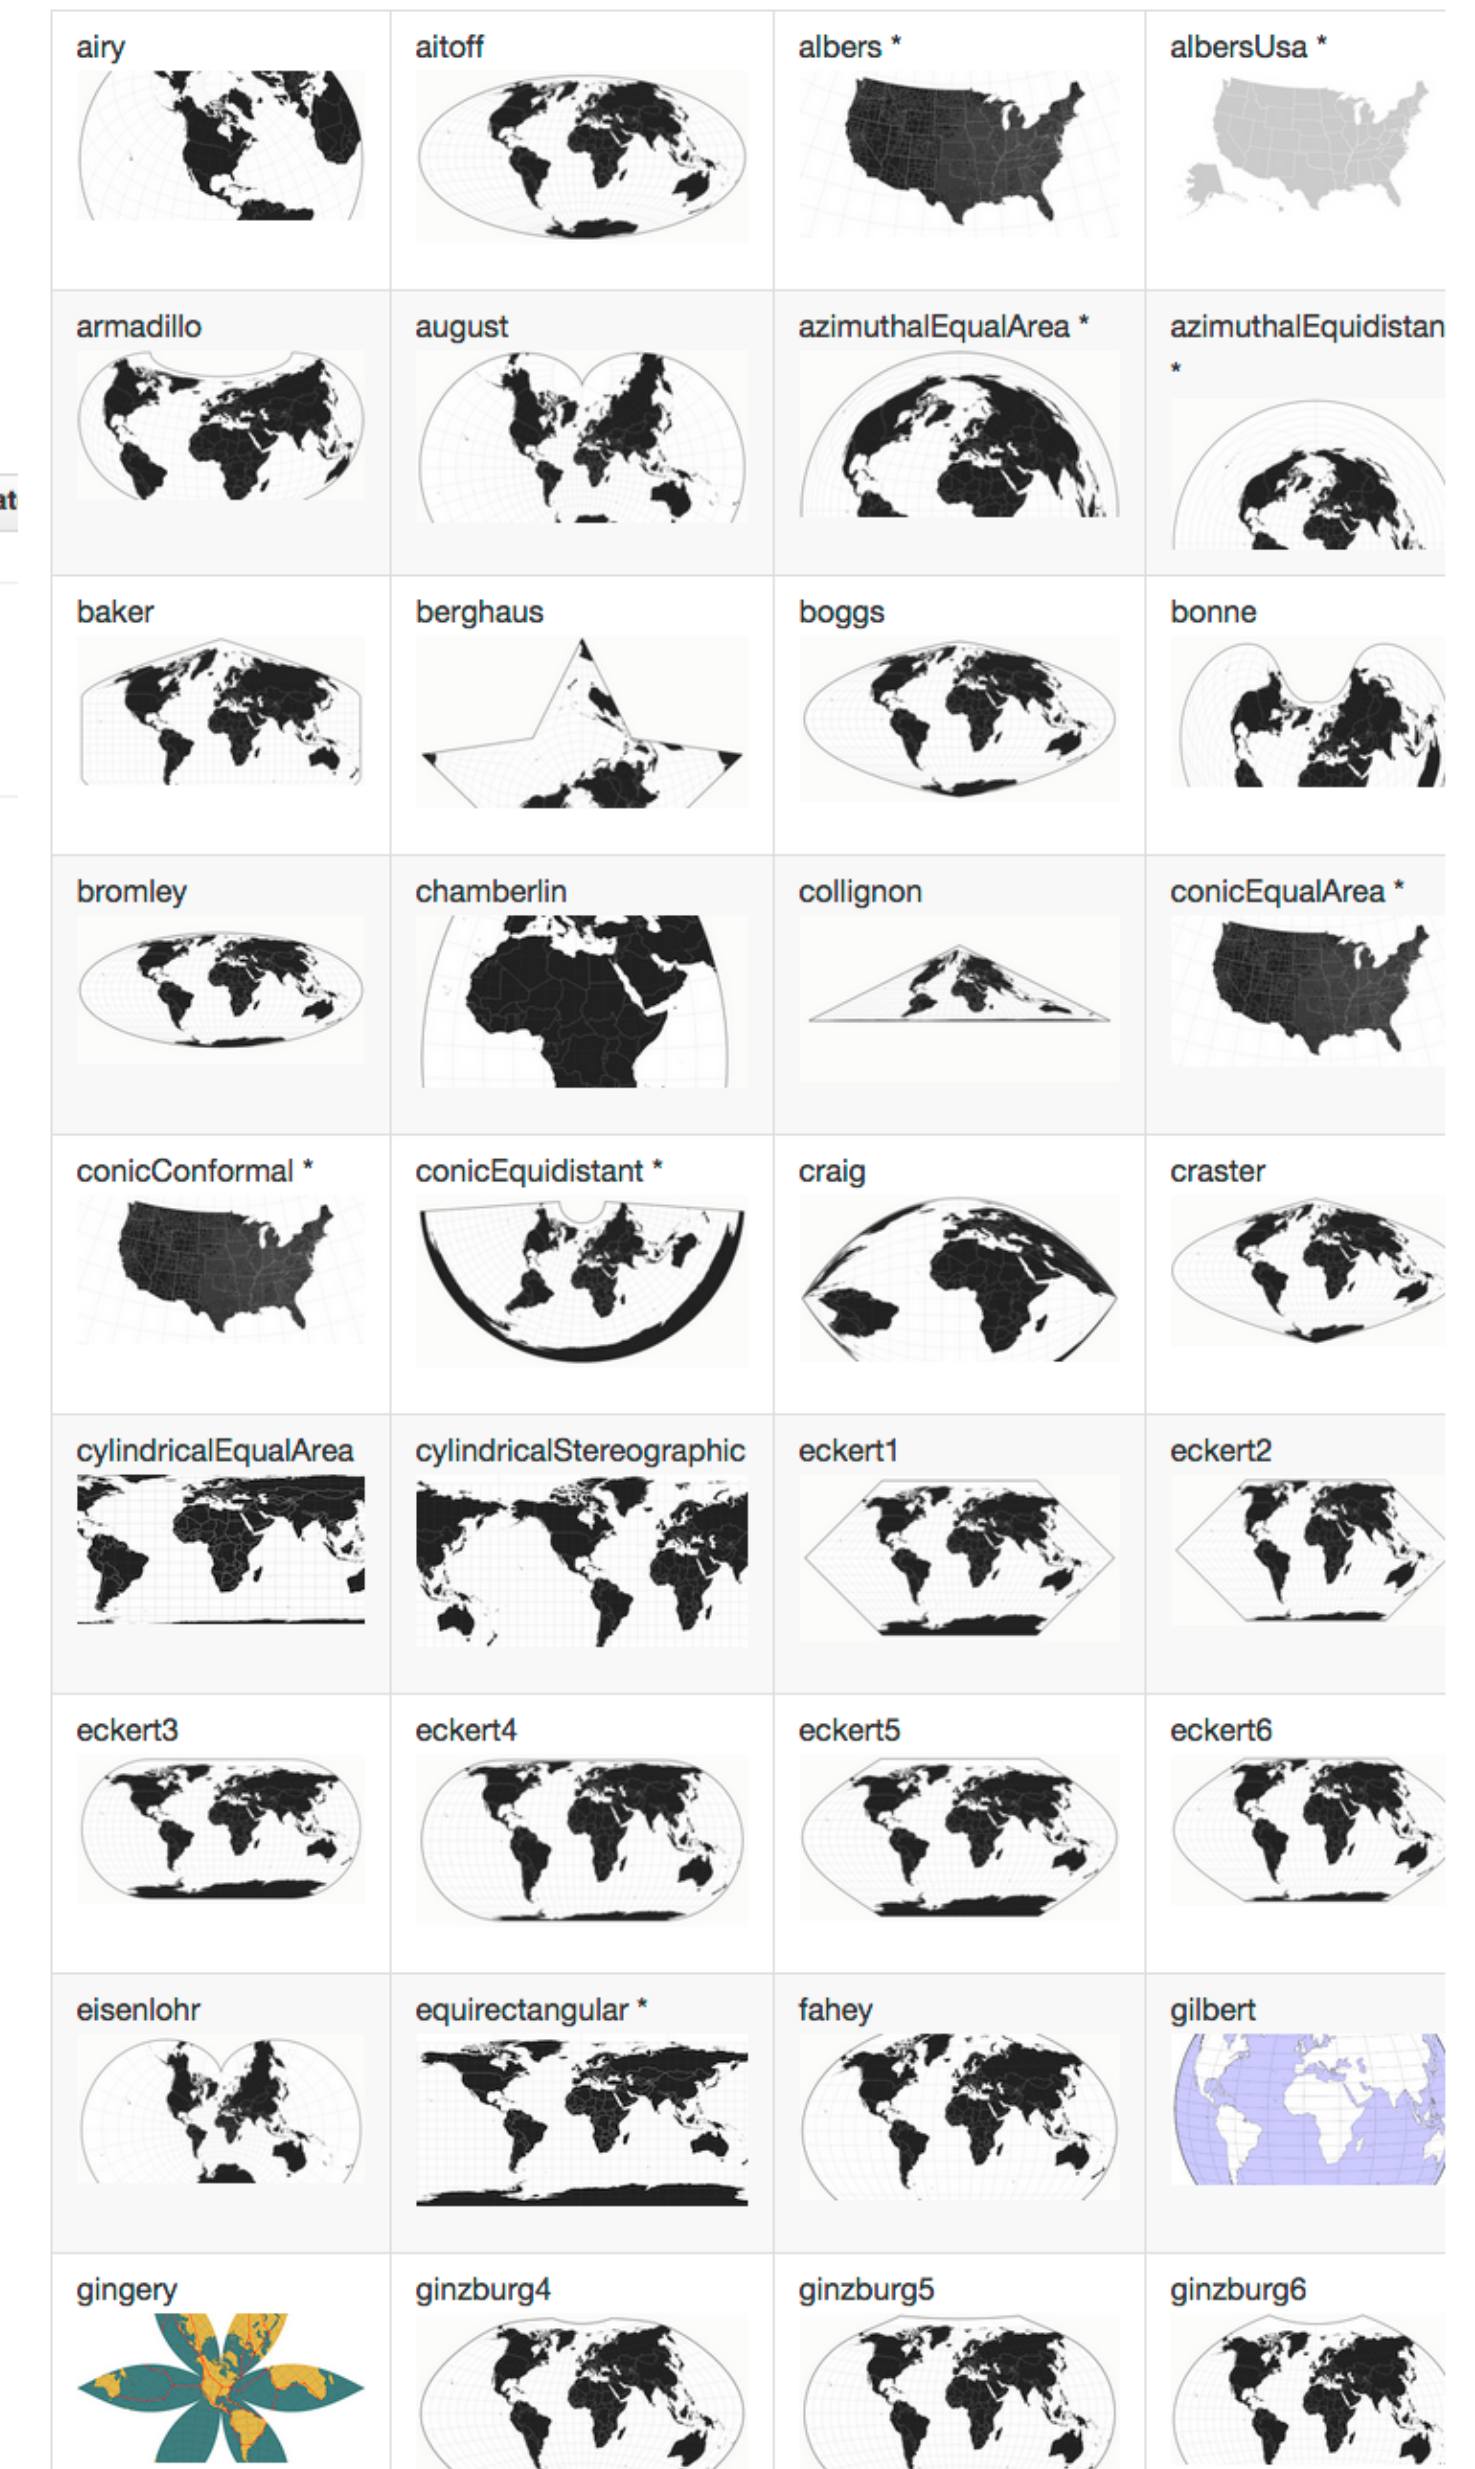 airy
aitoff
albers *
albersUsa *
armadillo
august
azimuthalEqualArea *
azimuthalEquidistan
*
at
baker
berghaus
boggs
bonne
bromley
chamberlin
collignon
conicEqualArea *
conicConformal *
conicEquidistant *
craig
craster
cylindricalEqualArea
cylindricalStereographic
eckert1
eckert2
eckert3
eckert4
eckert5
eckert6
eisenlohr
equirectangular *
fahey
gilbert
gingery
ginzburg4
ginzburg5
ginzburg6